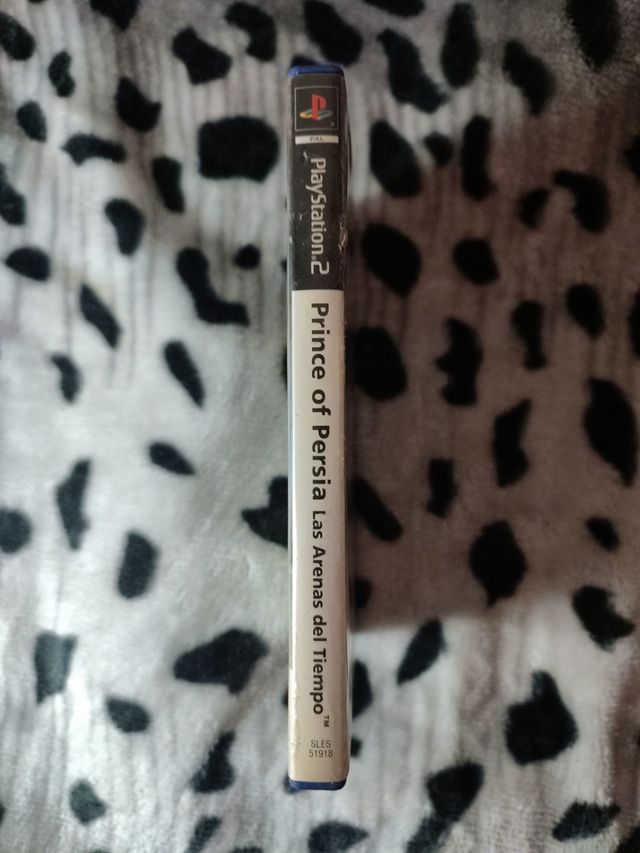 PAL
PlayStation.2
Prince of Persia Las Arenas del Tiempo™
SLES
51918